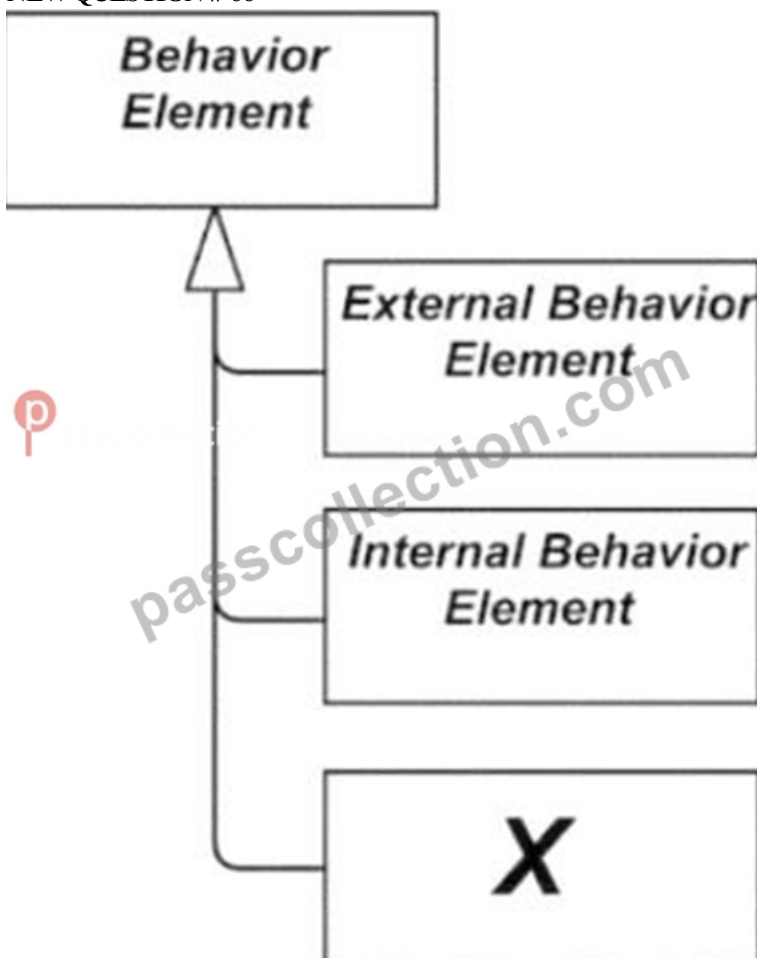 Behavior
Element
External Behavior
Element
passcollection.com
Internal Behavior
Element
X